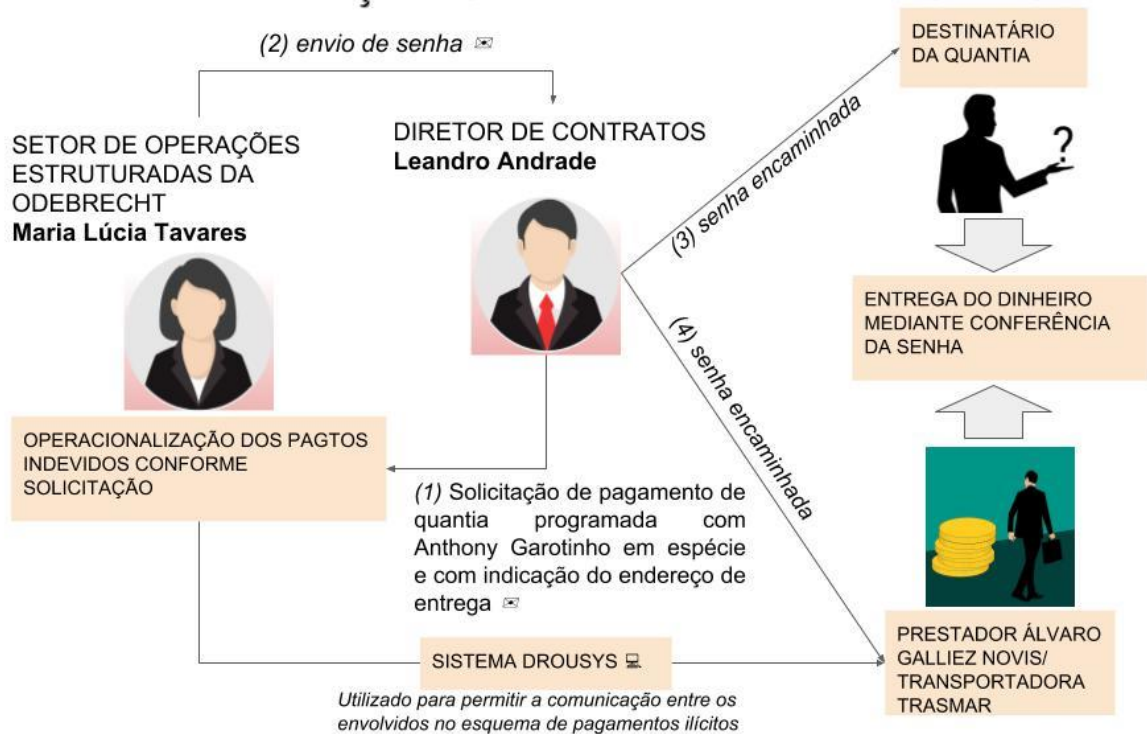 (2) envio de senha ✉
DESTINATÁRIO
DA QUANTIA
SETOR DE OPERAÇÕES
ESTRUTURADAS DA
ODEBRECHT
Maria Lúcia Tavares
DIRETOR DE CONTRATOS
Leandro Andrade
(3) senha encaminhada
?
ENTREGA DO DINHEIRO
MEDIANTE CONFERÊNCIA
DA SENHA
(4) senha encaminhada
OPERACIONALIZAÇÃO DOS PAGTOS
INDEVIDOS CONFORME
SOLICITAÇÃO
(1) Solicitação de pagamento de
quantia programada com
Anthony Garotinho em espécie
e com indicação do endereço de
entrega ✉
SISTEMA DROUSYS 💻
Utilizado para permitir a comunicação entre os
envolvidos no esquema de pagamentos ilícitos
PRESTADOR ÁLVARO
GALLIEZ NOVIS/
TRANSPORTADORA
TRASMAR